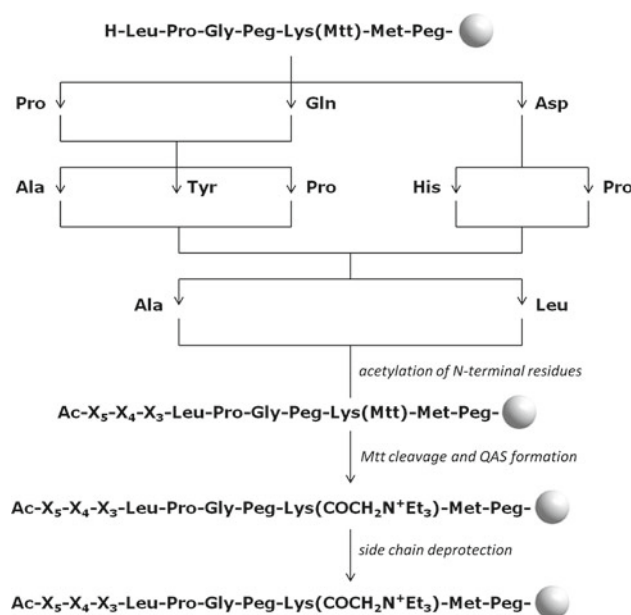 H-Leu-Pro-Gly-Peg-Lys(Mtt)-Met-Peg-
Pro Gln Asp
Ala Tyr Pro His Pro
Ala Leu
acetylation of N-terminal residues
Ac-X₅-X₄-X₃-Leu-Pro-Gly-Peg-Lys(Mtt)-Met-Peg-
Mtt cleavage and QAS formation
Ac-X₅-X₄-X₃-Leu-Pro-Gly-Peg-Lys(COCH₂N⁺Et₃)-Met-Peg-
side chain deprotection
Ac-X₅-X₄-X₃-Leu-Pro-Gly-Peg-Lys(COCH₂N⁺Et₃)-Met-Peg-